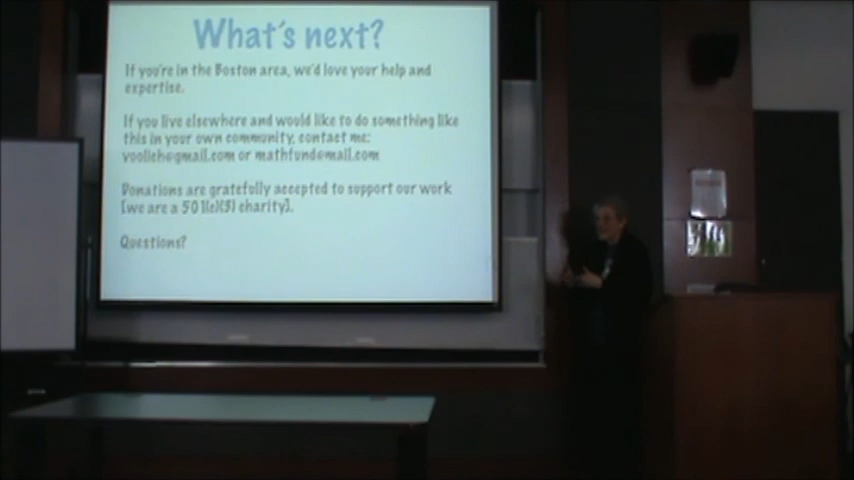 What's next?
If you're in the Boston area, we'd love your help and
expertise.
If you live elsewhere and would like to do something like
this in your own community, contact me:
voolich@gmail.com or mathfund@mail.com
Donations are gratefully accepted to support our work
[we are a 501(c)(3) charity].
Questions?